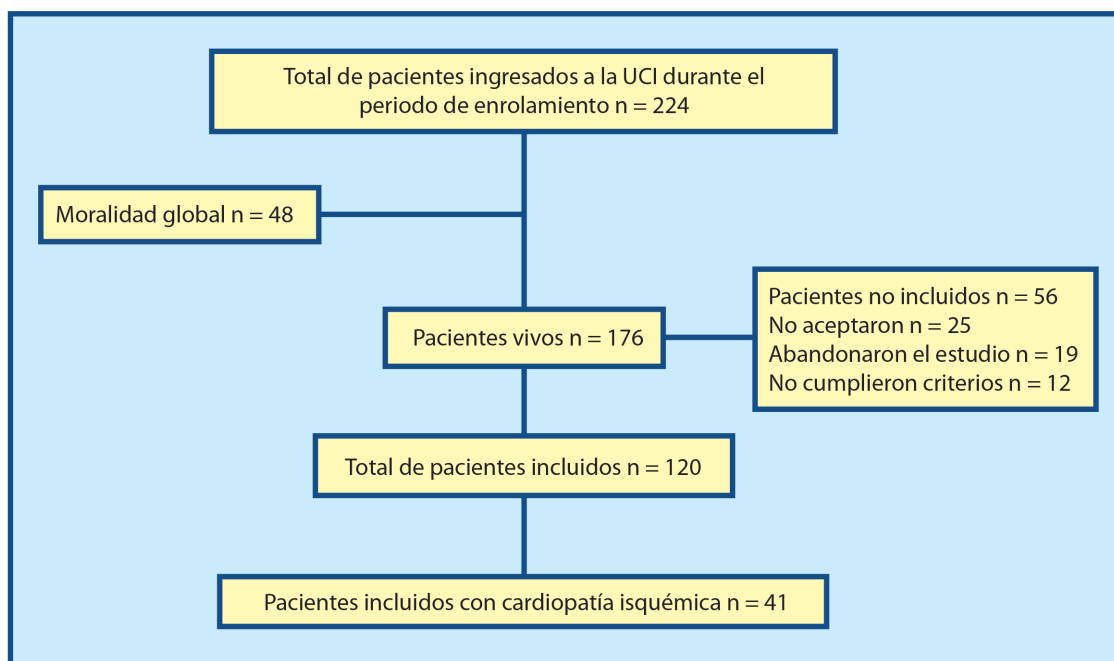 Total de pacientes ingresados a la UCI durante el
periodo de enrolamiento n = 224
Moralidad global n = 48
Pacientes vivos n = 176
Pacientes no incluidos n = 56
No aceptaron n = 25
Abandonaron el estudio n = 19
No cumplieron criterios n = 12
Total de pacientes incluidos n = 120
Pacientes incluidos con cardiopatía isquémica n = 41